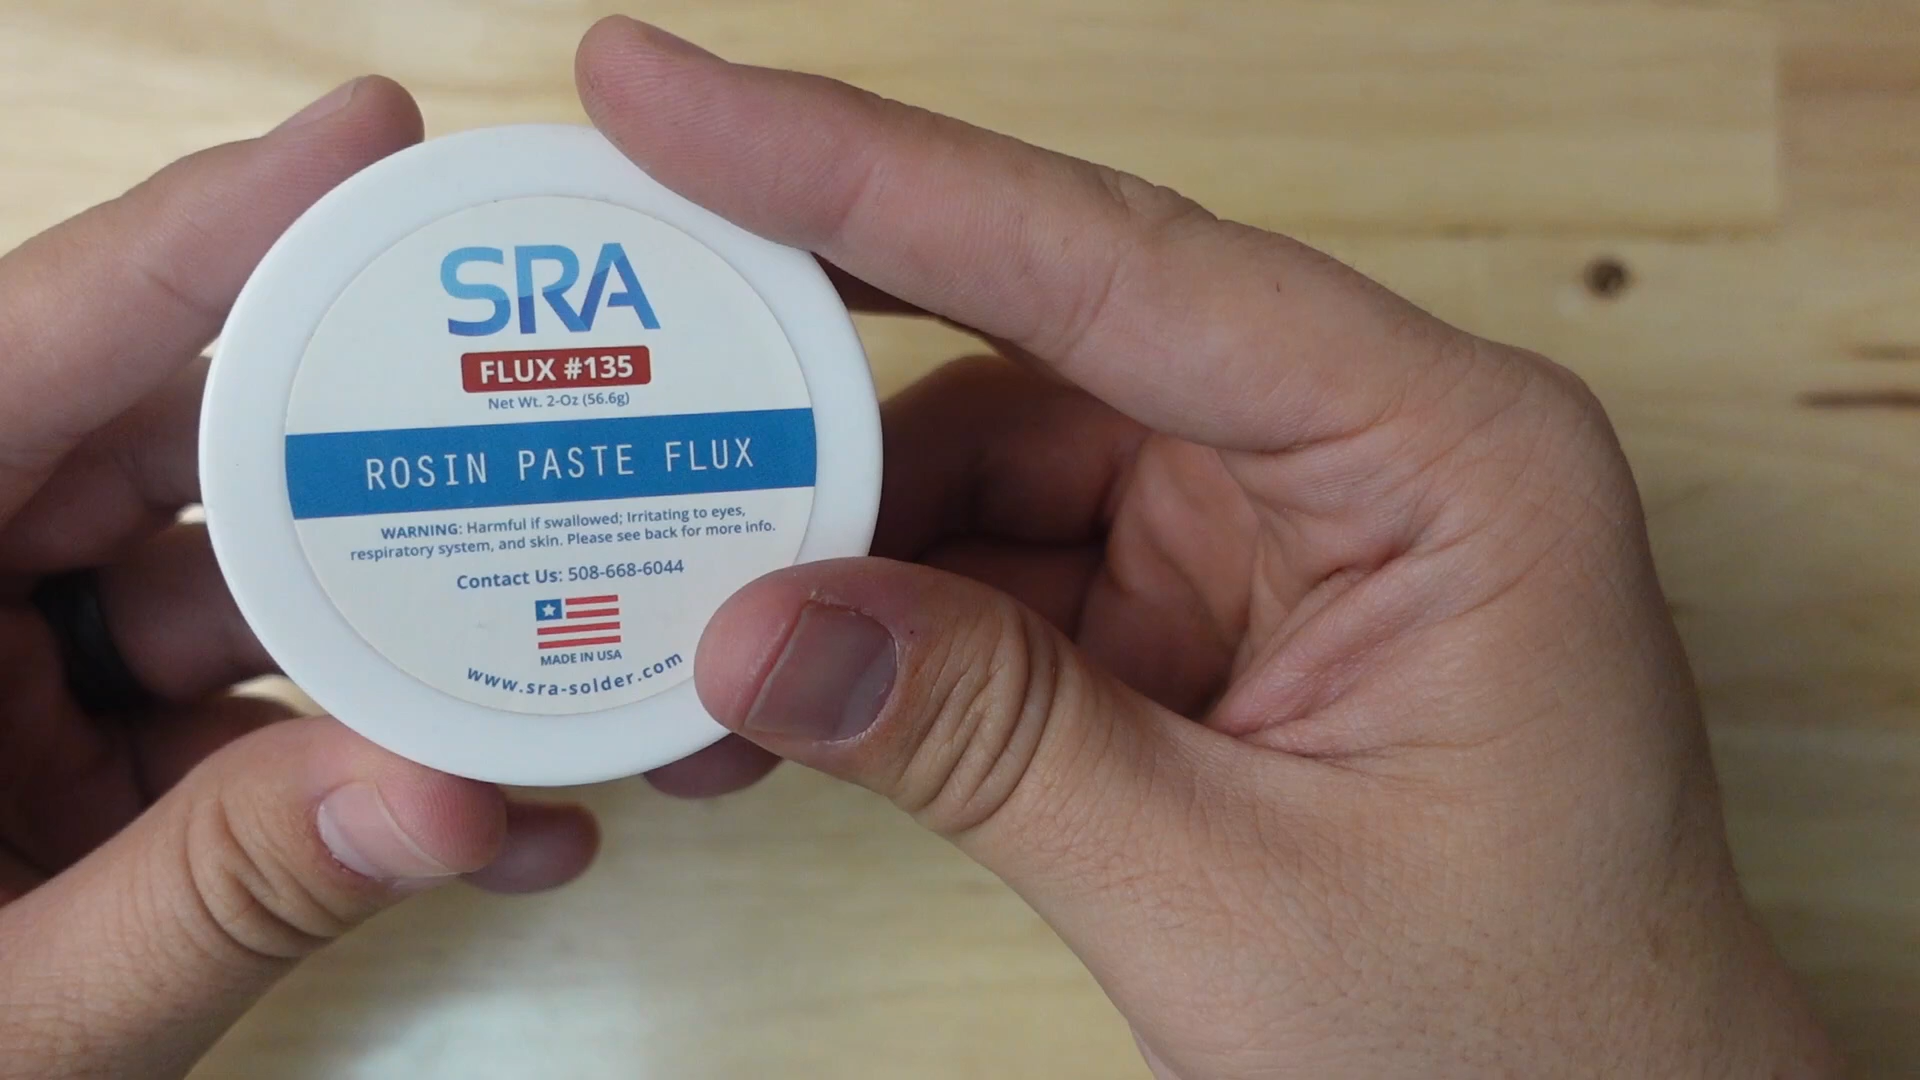 SRA
FLUX #135
Net Wt. 2-Oz (56.6g)
ROSIN PASTE FLUX
WARNING: Harmful if swallowed; Irritating to eyes,
respiratory system, and skin. Please see back for more info.
Contact Us: 508-668-6044
MADE IN USA
www.sra-solder.com